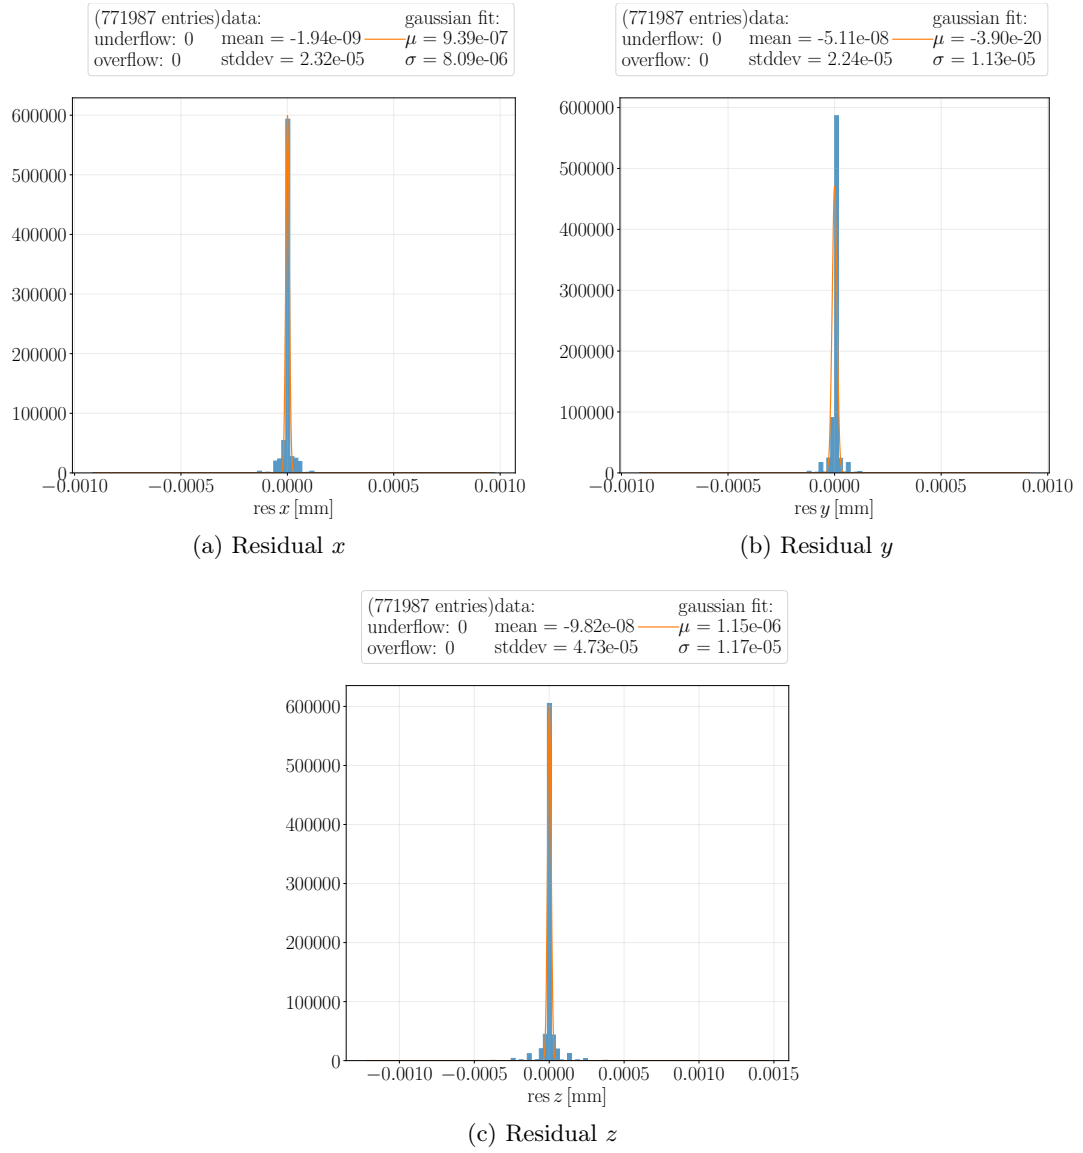 (771987 entries) data: gaussian fit:
underflow: 0 mean = -1.94e-09 μ = 9.39e-07
overflow: 0 stddev = 2.32e-05 σ = 8.09e-06
600000
500000
400000
300000
200000
100000
0
−0.0010 −0.0005 0.0000 0.0005 0.0010
res x [mm]
(a) Residual x
(771987 entries) data: gaussian fit:
underflow: 0 mean = -5.11e-08 μ = -3.90e-20
overflow: 0 stddev = 2.24e-05 σ = 1.13e-05
600000
500000
400000
300000
200000
100000
0
−0.0010 −0.0005 0.0000 0.0005 0.0010
res y [mm]
(b) Residual y
(771987 entries) data: gaussian fit:
underflow: 0 mean = -9.82e-08 μ = 1.15e-06
overflow: 0 stddev = 4.73e-05 σ = 1.17e-05
600000
500000
400000
300000
200000
100000
0
−0.0010 −0.0005 0.0000 0.0005 0.0010 0.0015
res z [mm]
(c) Residual z